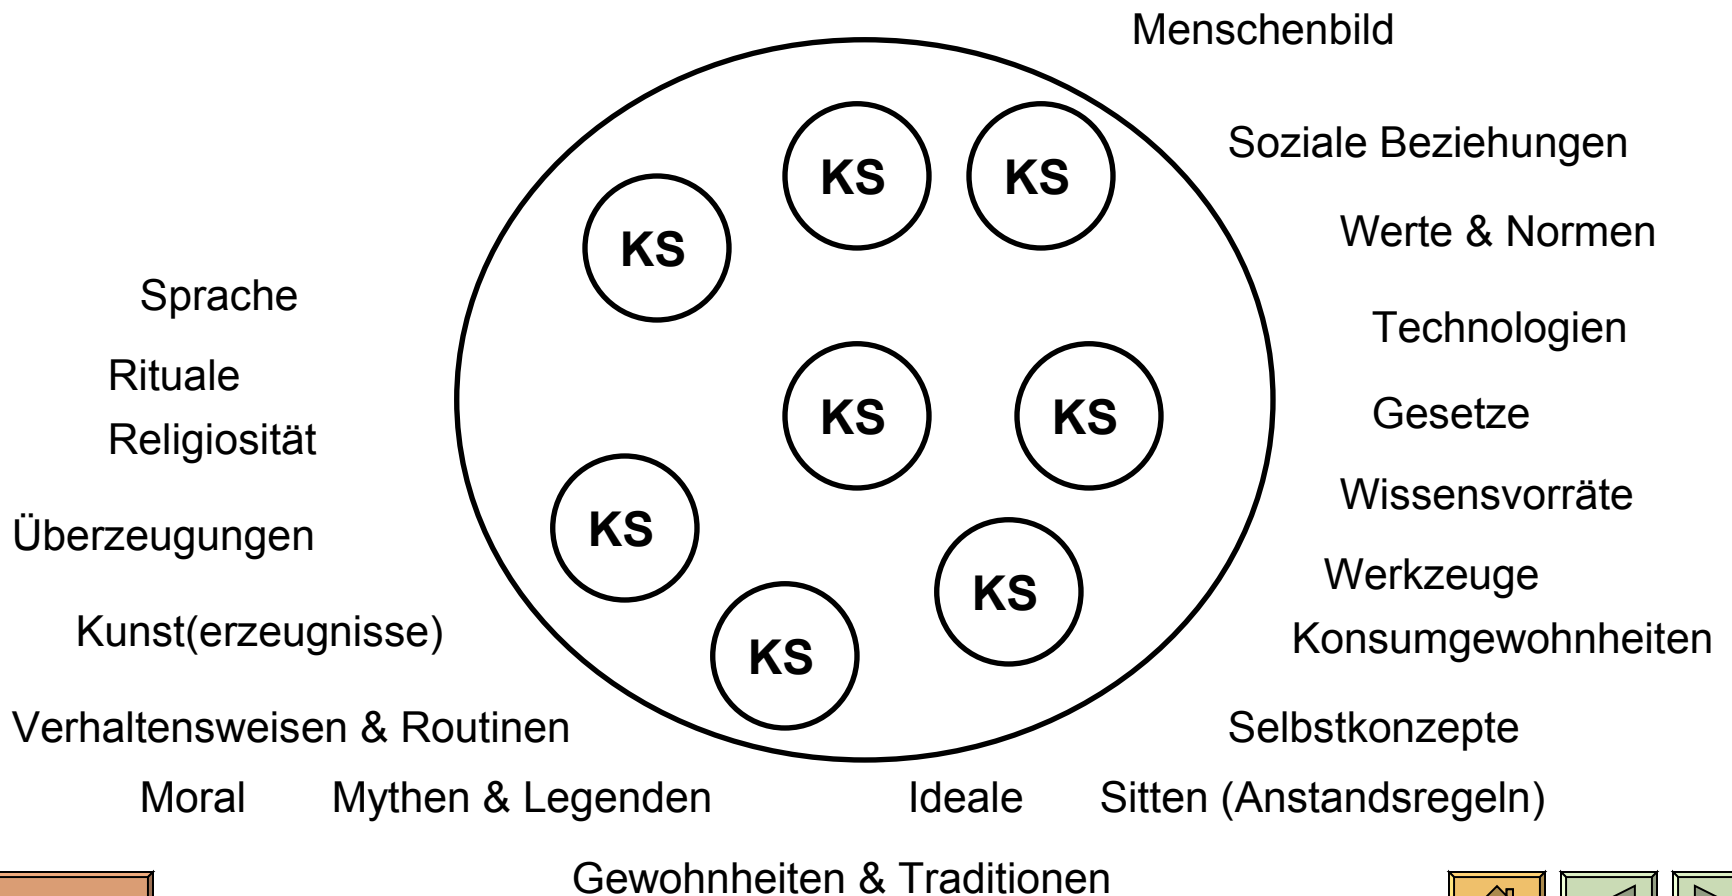 Menschenbild
KS
KS
Soziale Beziehungen
KS
Werte & Normen
Sprache
Technologien
Rituale
KS
KS
Gesetze
Religiosität
Wissensvorräte
Überzeugungen
KS
KS
Werkzeuge
Kunst(erzeugnisse)
Konsumgewohnheiten
KS
Verhaltensweisen & Routinen
Selbstkonzepte
Moral
Mythen & Legenden
Ideale
Sitten (Anstandsregeln)
Gewohnheiten & Traditionen